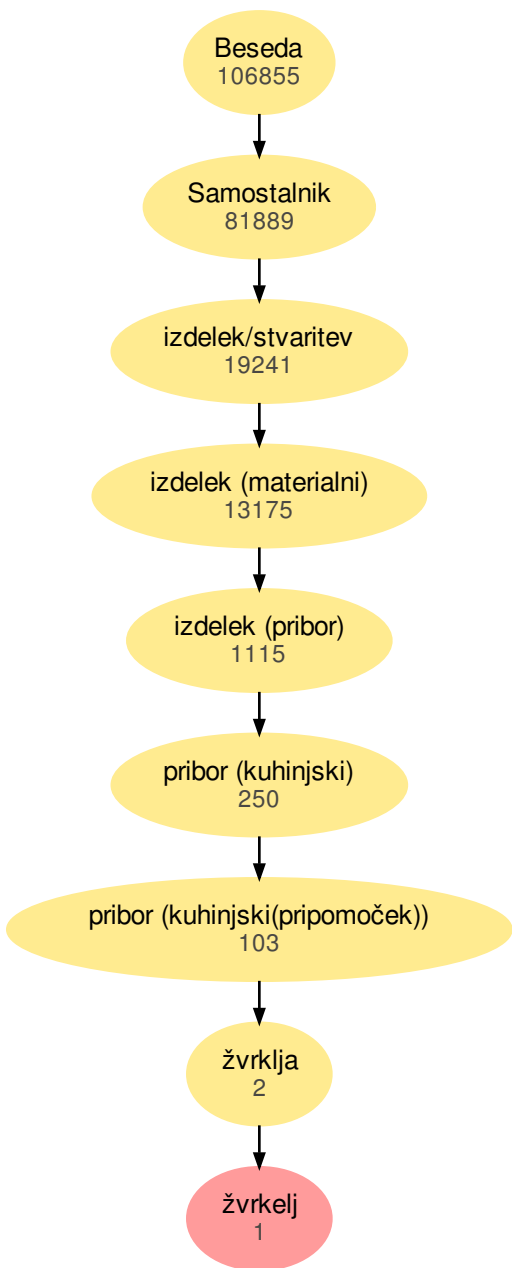 Beseda
106855
Samostalnik
81889
izdelek/stvaritev
19241
izdelek (materialni)
13175
izdelek (pribor)
1115
pribor (kuhinjski)
250
pribor (kuhinjski(pripomoček))
103
žvrklja
2
žvrkelj
1